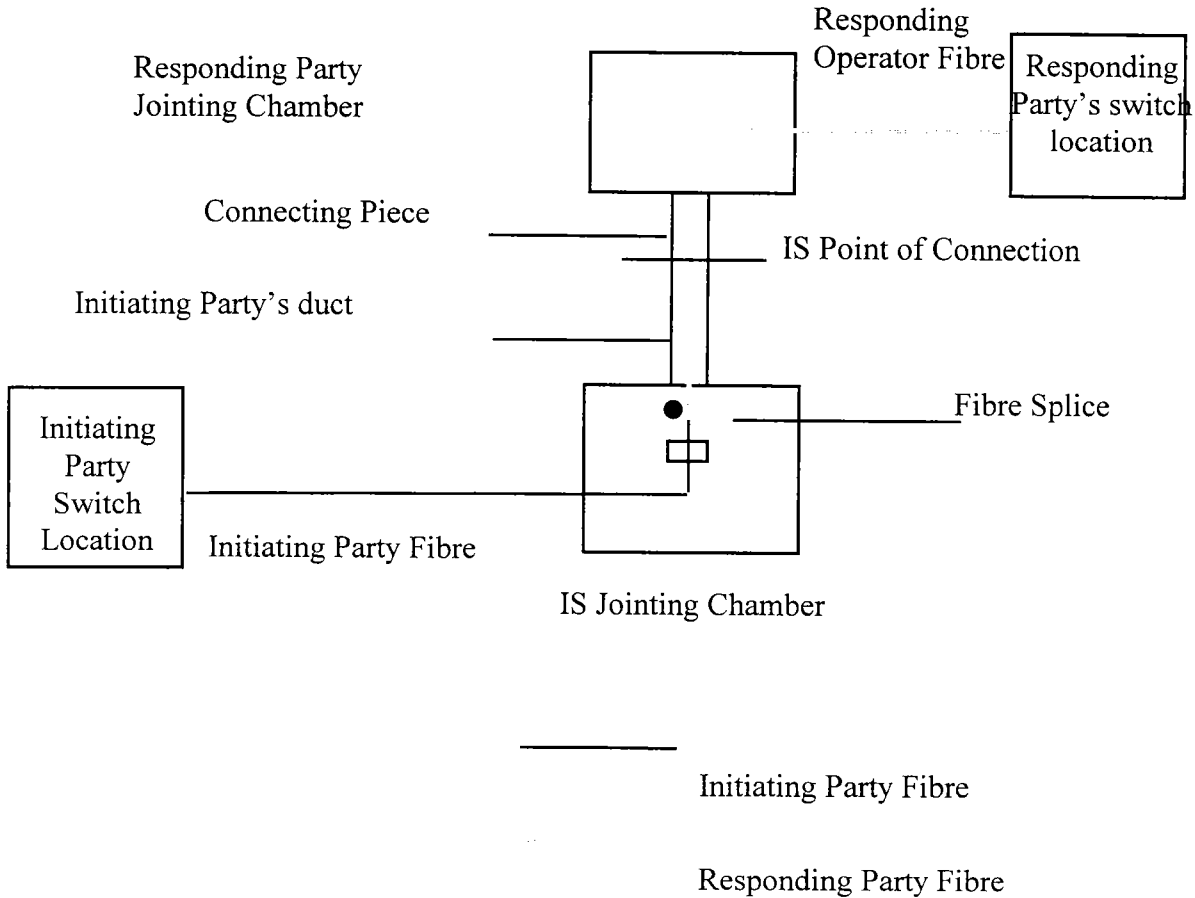 Responding
Operator Fibre
Responding Party
Jointing Chamber
Responding
Party's switch
location
Connecting Piece
IS Point of Connection
Initiating Party's duct
Fibre Splice
Initiating
Party
Switch
Location
Initiating Party Fibre
IS Jointing Chamber
Initiating Party Fibre
Responding Party Fibre